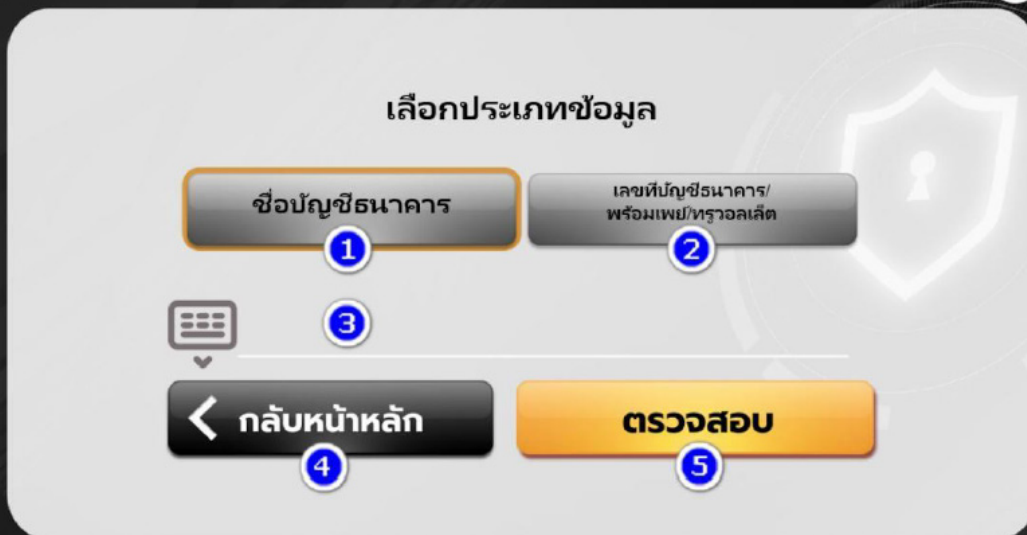 เลือกประเภทข้อมูล
ชื่อบัญชีธนาคาร
เลขที่บัญชีธนาคาร/
พร้อมเพย์/ทรูวอลเล็ต
1
2
3
กลับหน้าหลัก
ตรวจสอบ
4
5